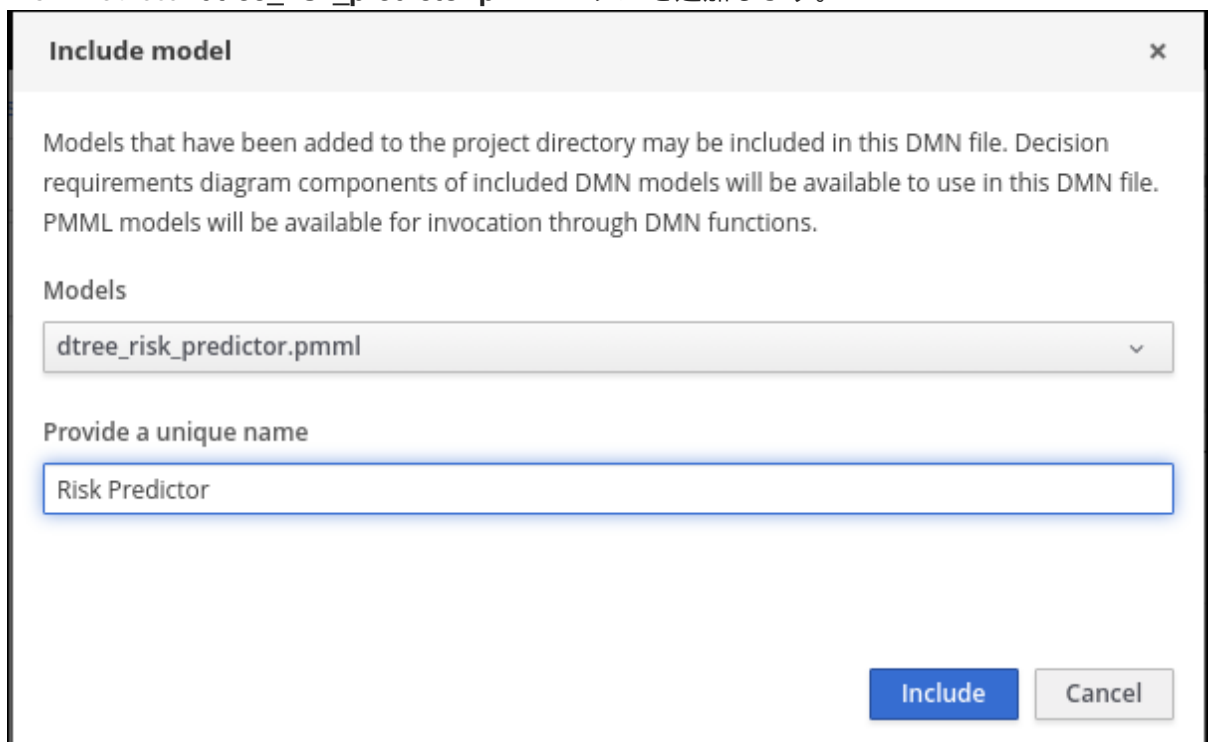 Include model ×
Models that have been added to the project directory may be included in this DMN file. Decision
requirements diagram components of included DMN models will be available to use in this DMN file.
PMML models will be available for invocation through DMN functions.
Models
dtree_risk_predictor.pmml
Provide a unique name
Risk Predictor
Include Cancel